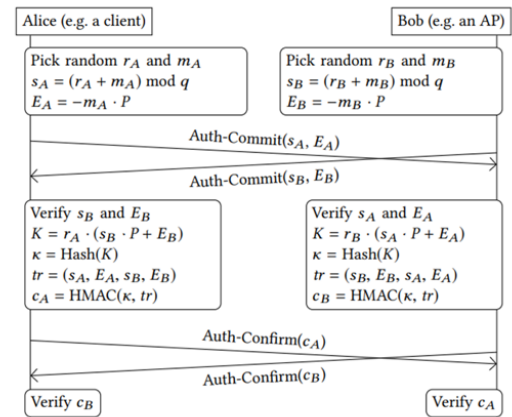 Alice (e.g. a client)
Bob (e.g. an AP)
Pick random r_A and m_A
s_A = (r_A + m_A) mod q
E_A = −m_A · P
Pick random r_B and m_B
s_B = (r_B + m_B) mod q
E_B = −m_B · P
Auth-Commit(s_A, E_A)
Auth-Commit(s_B, E_B)
Verify s_B and E_B
K = r_A · (s_B · P + E_B)
κ = Hash(K)
tr = (s_A, E_A, s_B, E_B)
c_A = HMAC(κ, tr)
Verify s_A and E_A
K = r_B · (s_A · P + E_A)
κ = Hash(K)
tr = (s_B, E_B, s_A, E_A)
c_B = HMAC(κ, tr)
Auth-Confirm(c_A)
Auth-Confirm(c_B)
Verify c_B
Verify c_A